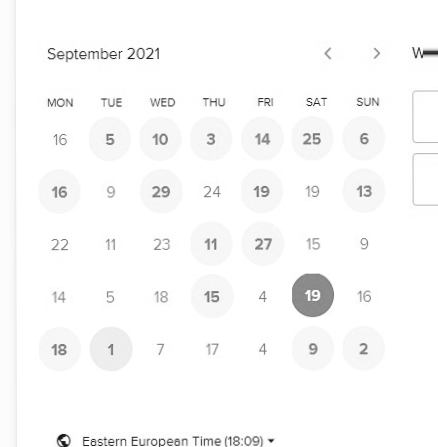 September 2021
MON TUE WED THU FRI SAT SUN
16 5 10 3 14 25 6
16 9 29 24 19 19 13
22 11 23 11 27 15 9
14 5 18 15 4 19 16
18 1 7 17 4 9 2
Eastern European Time (18:09)